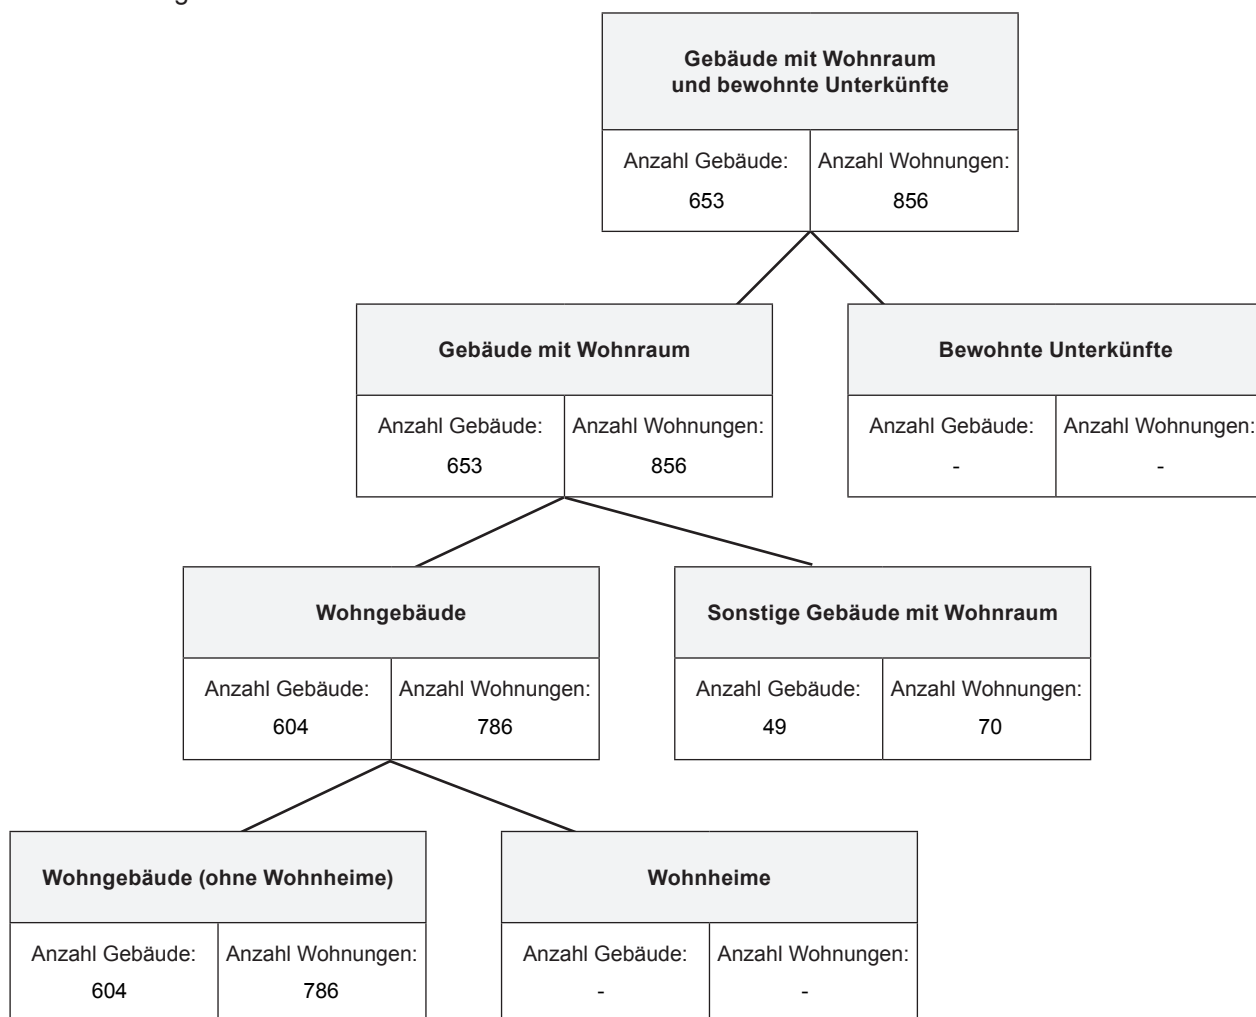 Gebäude mit Wohnraum
und bewohnte Unterkünfte
Anzahl Gebäude: Anzahl Wohnungen:
653 856
Gebäude mit Wohnraum
Anzahl Gebäude: Anzahl Wohnungen:
653 856
Bewohnte Unterkünfte
Anzahl Gebäude: Anzahl Wohnungen:
- -
Wohngebäude
Anzahl Gebäude: Anzahl Wohnungen:
604 786
Sonstige Gebäude mit Wohnraum
Anzahl Gebäude: Anzahl Wohnungen:
49 70
Wohngebäude (ohne Wohnheime)
Anzahl Gebäude: Anzahl Wohnungen:
604 786
Wohnheime
Anzahl Gebäude: Anzahl Wohnungen:
- -